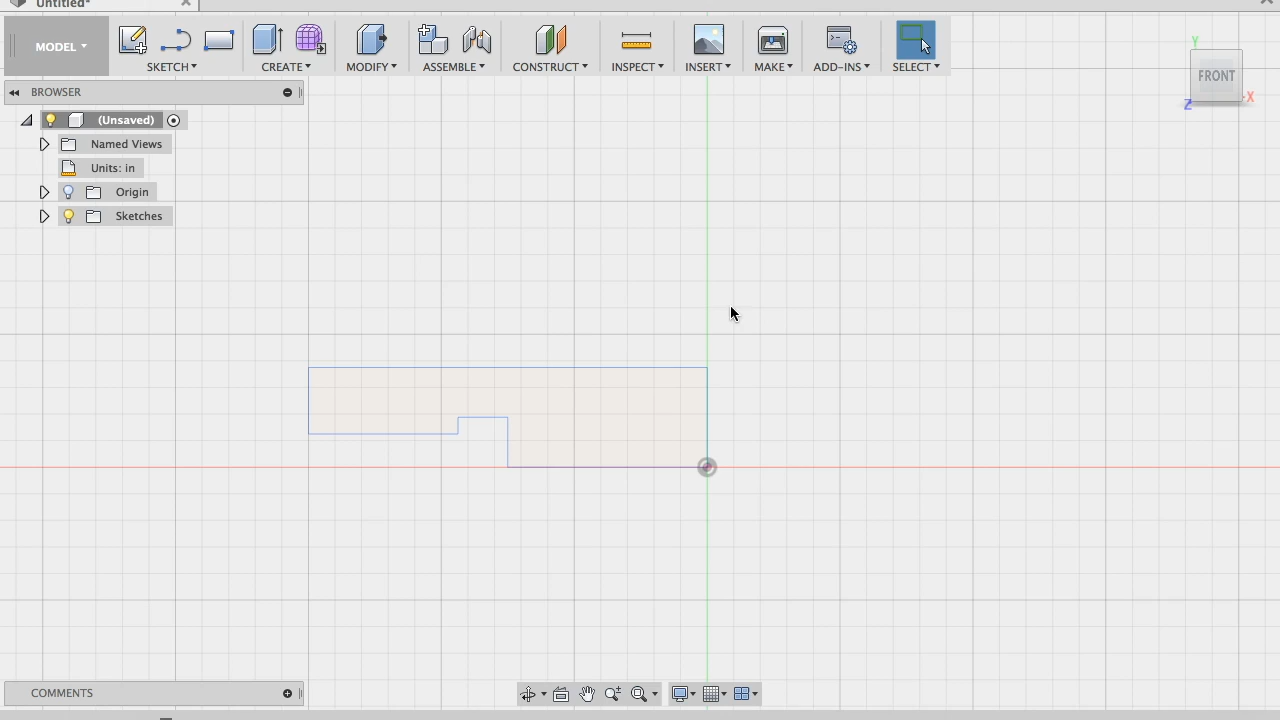 Untitled*
MODEL
SKETCH
CREATE
MODIFY
ASSEMBLE
CONSTRUCT
INSPECT
INSERT
MAKE
ADD-INS
SELECT
BROWSER
(Unsaved)
Named Views
Units: in
Origin
Sketches
Y
FRONT
Z
X
COMMENTS